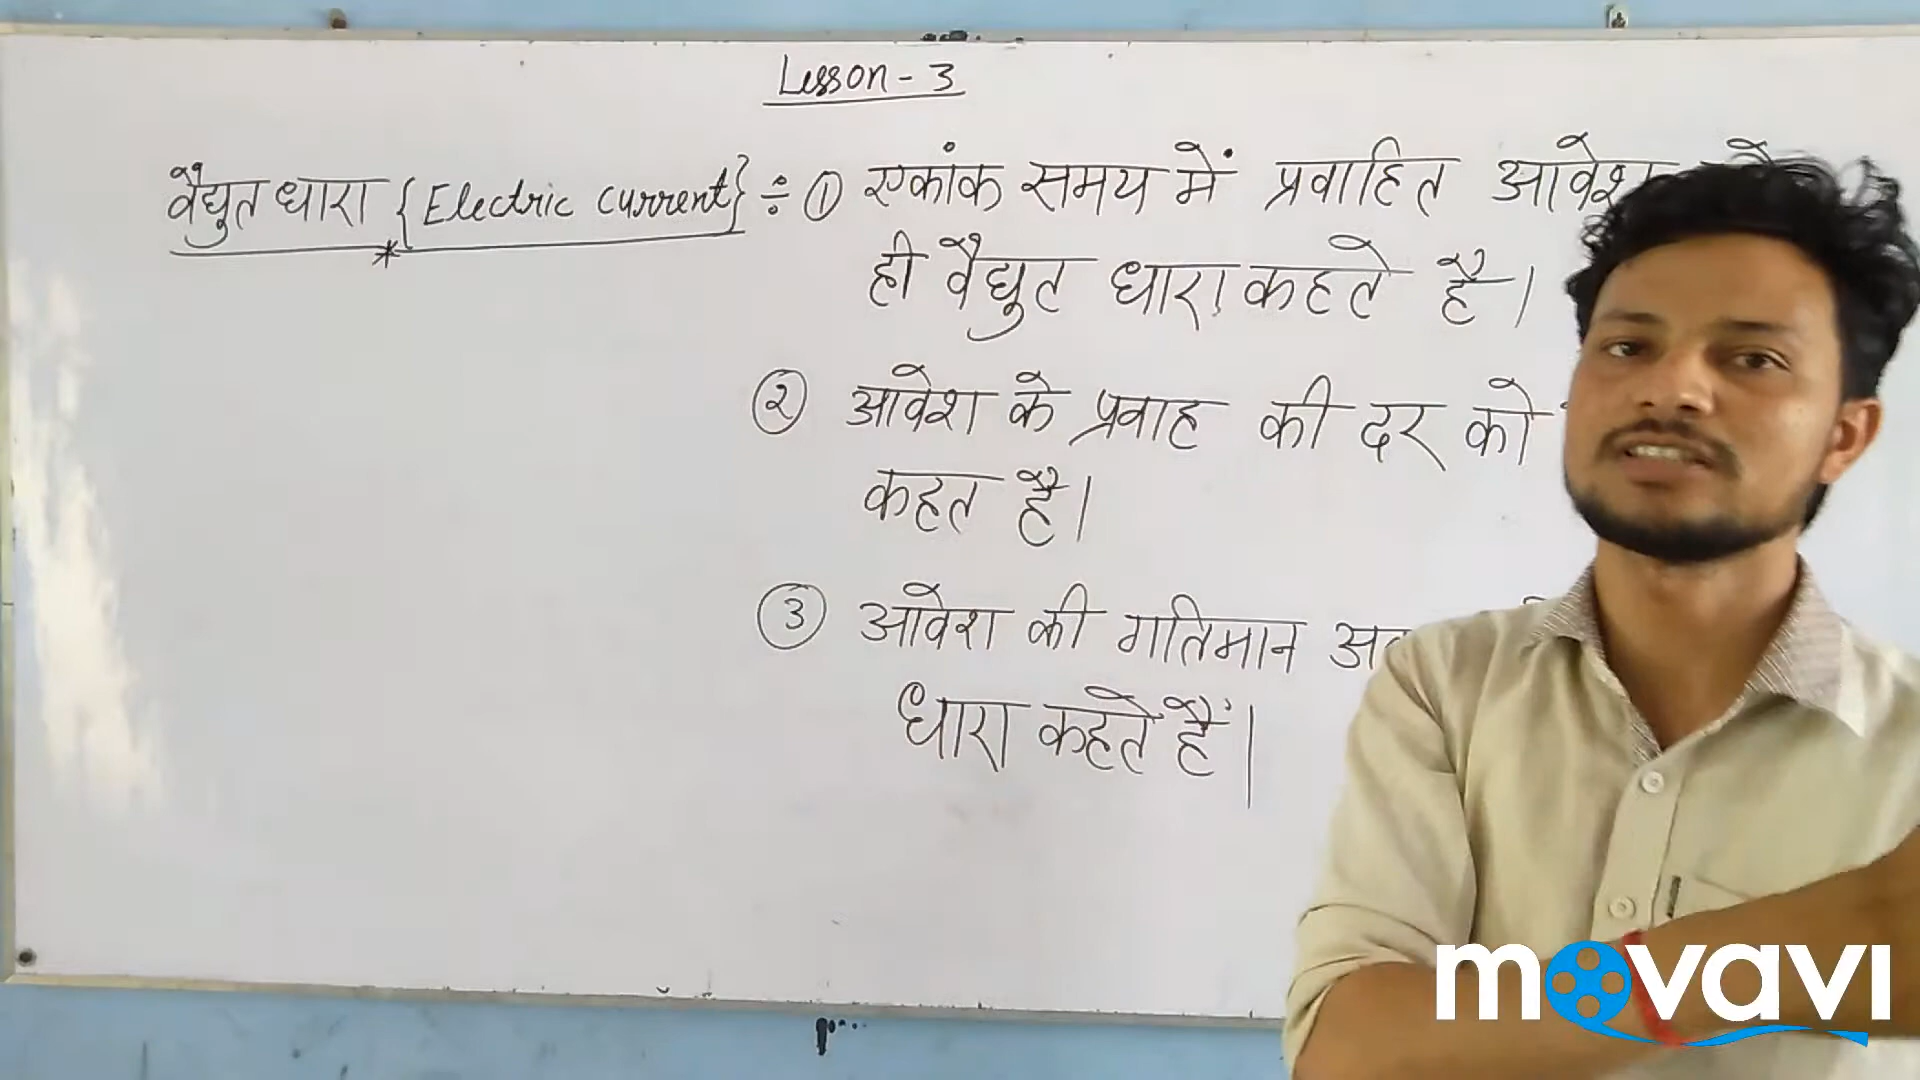 Lesson - 3
वैद्युत धारा {Electric Current} ÷ ① एकांक समय में प्रवाहित आवेश
ही वैद्युत धारा कहते है।
② आवेश के प्रवाह की दर को
कहत है।
③ आवेश की गतिमान
धारा कहते हैं।
movavi